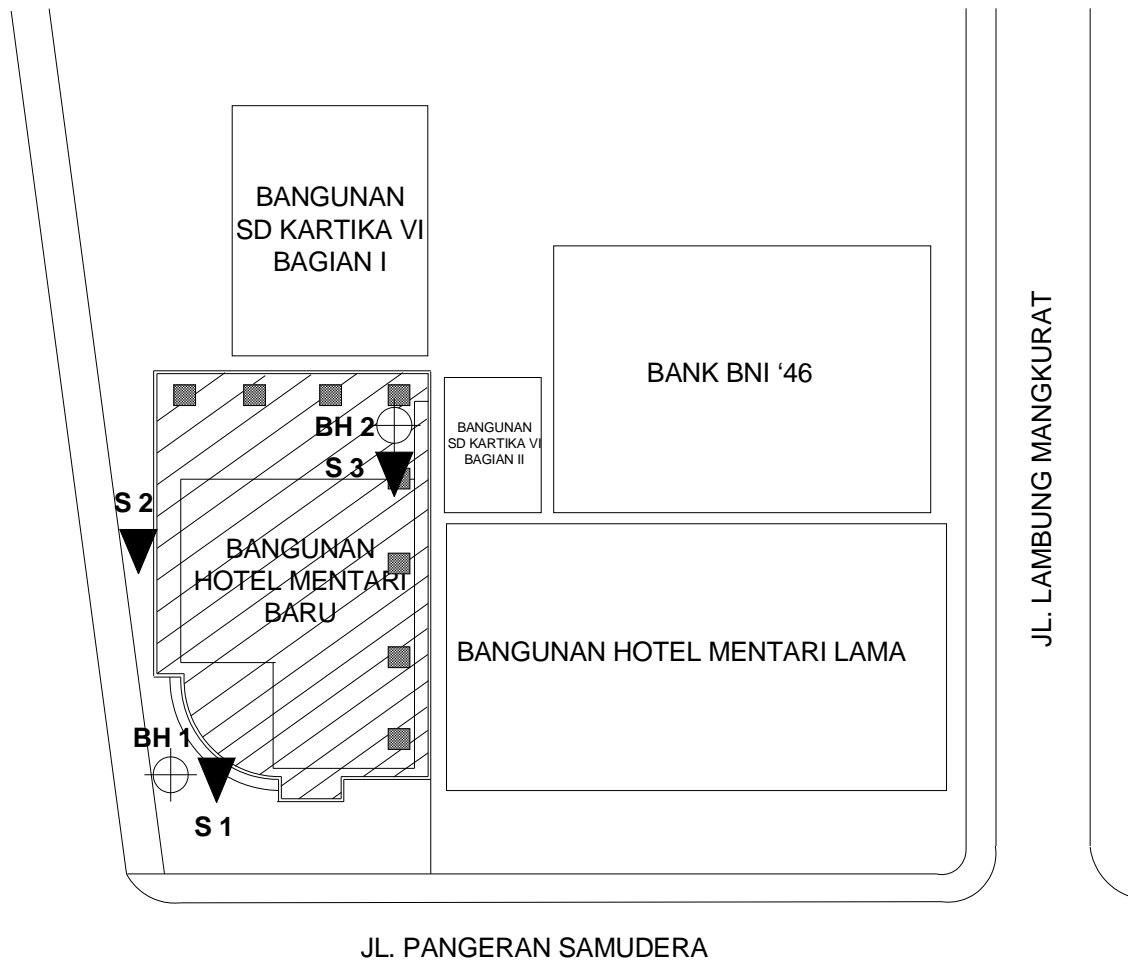 BANGUNAN
SD KARTIKA VI
BAGIAN I
BANK BNI ‘46
JL. LAMBUNG MANGKURAT
BH 2
S 3
BANGUNAN
SD KARTIKA VI
BAGIAN II
S 2
BANGUNAN
HOTEL MENTARI
BARU
BANGUNAN HOTEL MENTARI LAMA
BH 1
S 1
JL. PANGERAN SAMUDERA